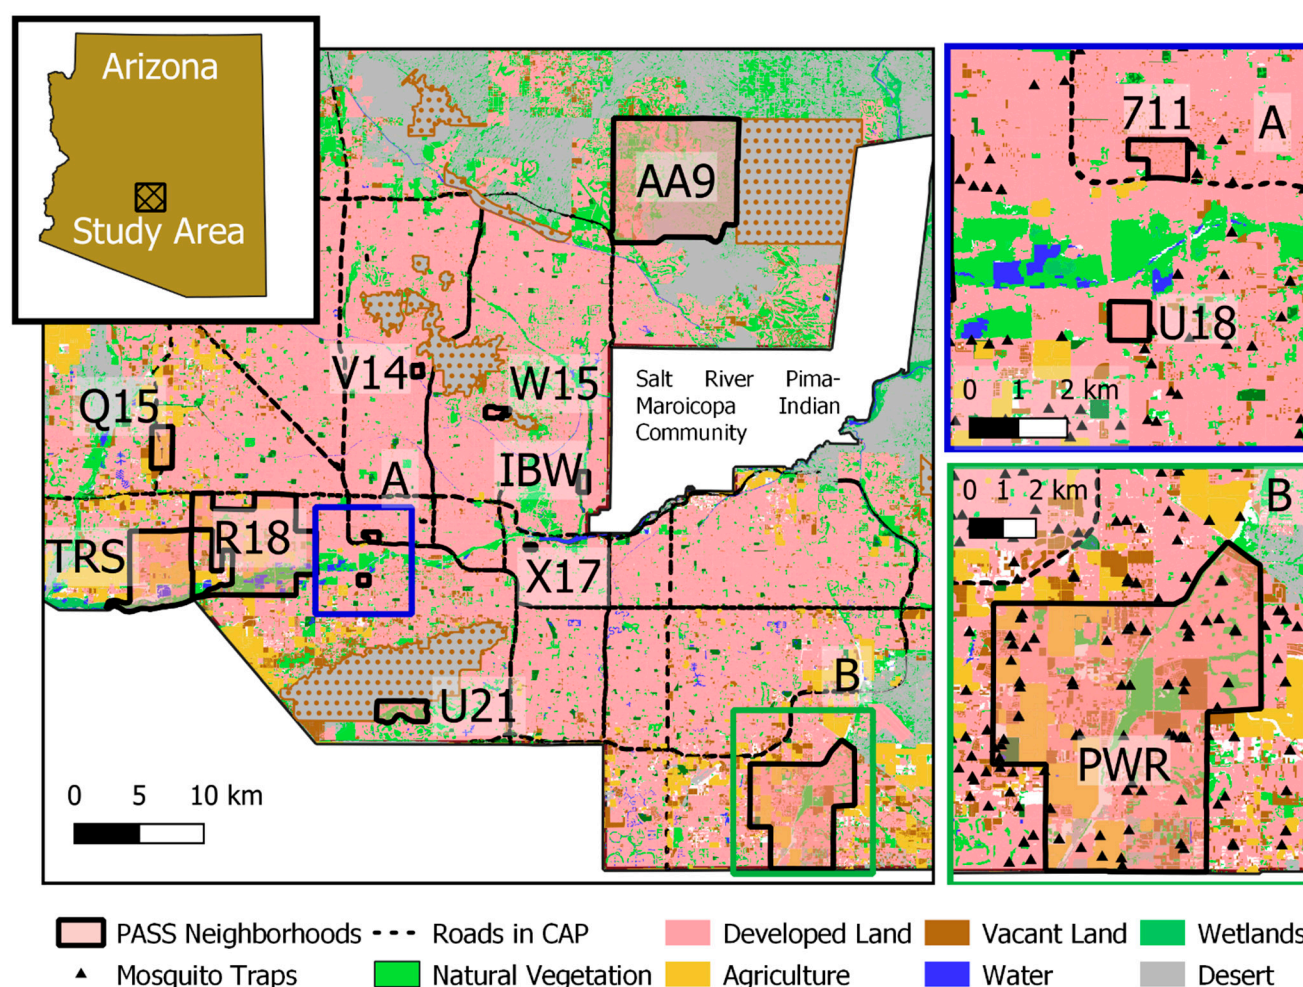 Arizona
Study Area
AA9
V14
W15
Q15
Salt River Pima-
Maroicopa Indian
Community
IBW
A
R18
TRS
X17
U21
B
0 5 10 km
711
A
U18
0 1 2 km
0 1 2 km
B
PWR
PASS Neighborhoods
Roads in CAP
Developed Land
Vacant Land
Wetlands
Mosquito Traps
Natural Vegetation
Agriculture
Water
Desert